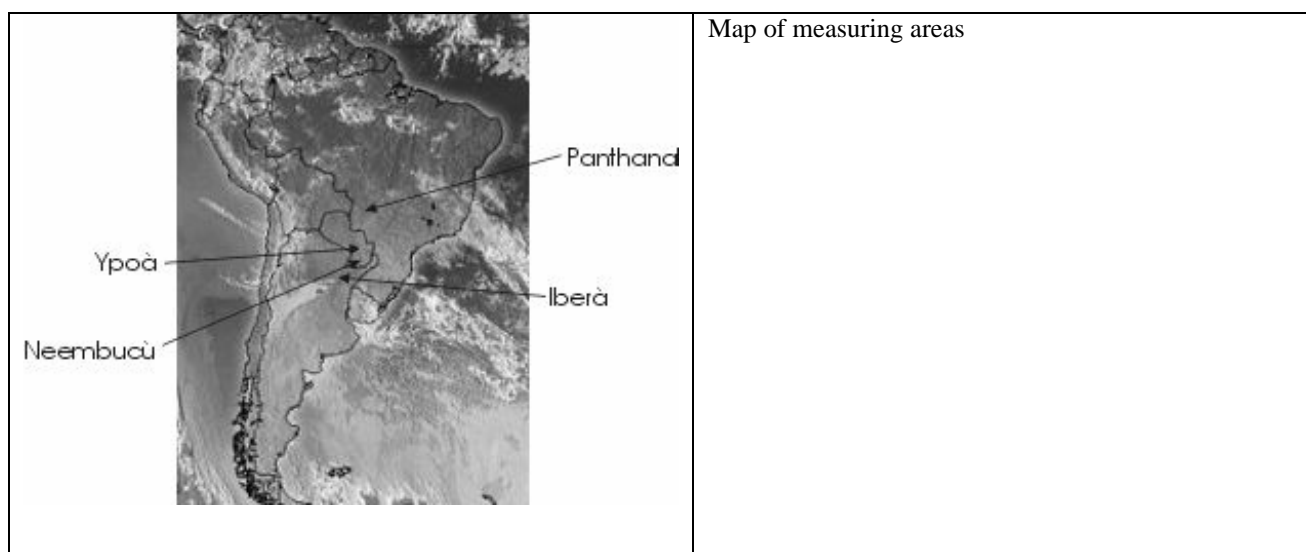 Map of measuring areas
Panthanal
Ypoà
Iberà
Neembucù